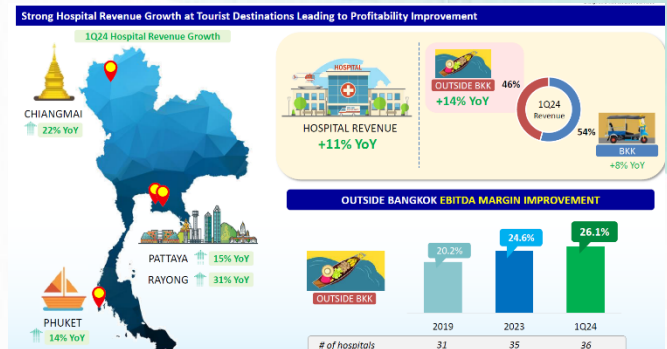 Strong Hospital Revenue Growth at Tourist Destinations Leading to Profitability Improvement
1Q24 Hospital Revenue Growth
CHIANGMAI
22% YoY
PATTAYA 15% YoY
RAYONG 31% YoY
PHUKET
14% YoY
HOSPITAL
HOSPITAL REVENUE
+11% YoY
OUTSIDE BKK
+14% YoY
46%
1Q24
Revenue
54%
BKK
+8% YoY
OUTSIDE BANGKOK EBITDA MARGIN IMPROVEMENT
OUTSIDE BKK
20.2% 24.6% 26.1%
2019 2023 1Q24
# of hospitals 31 35 36